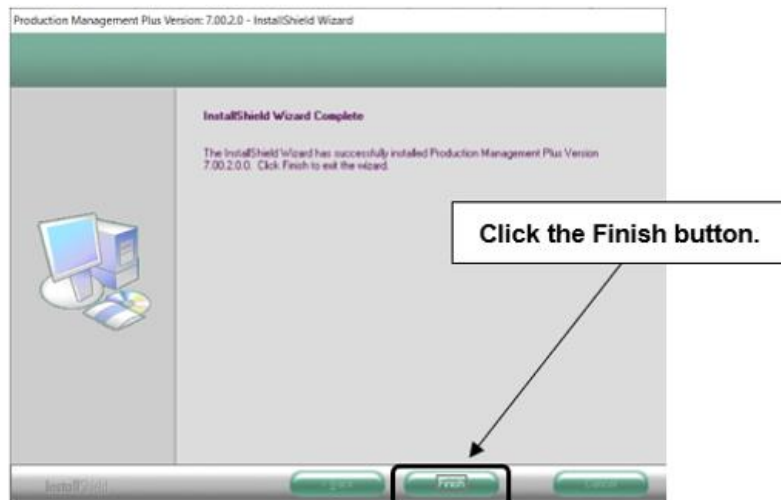 Production Management Plus Version: 7.00.2.0 - InstallShield Wizard
InstallShield Wizard Complete
The InstallShield Wizard has successfully installed Production Management Plus Version
7.00.2.0.0. Click Finish to exit the wizard.
Click the Finish button.
InstallShield
< Back
Finish
Cancel